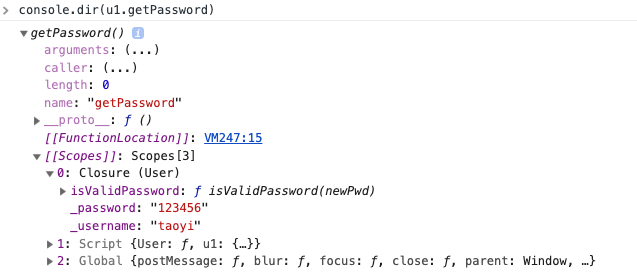 > console.dir(u1.getPassword)
▼getPassword() i
arguments: (...)
caller: (...)
length: 0
name: "getPassword"
▶__proto__: ƒ ()
[[FunctionLocation]]: VM247:15
▼[[Scopes]]: Scopes[3]
▼0: Closure (User)
▶isValidPassword: ƒ isValidPassword(newPwd)
_password: "123456"
_username: "taoyi"
▶1: Script {User: ƒ, u1: {…}}
▶2: Global {postMessage: ƒ, blur: ƒ, focus: ƒ, close: ƒ, parent: Window, …}